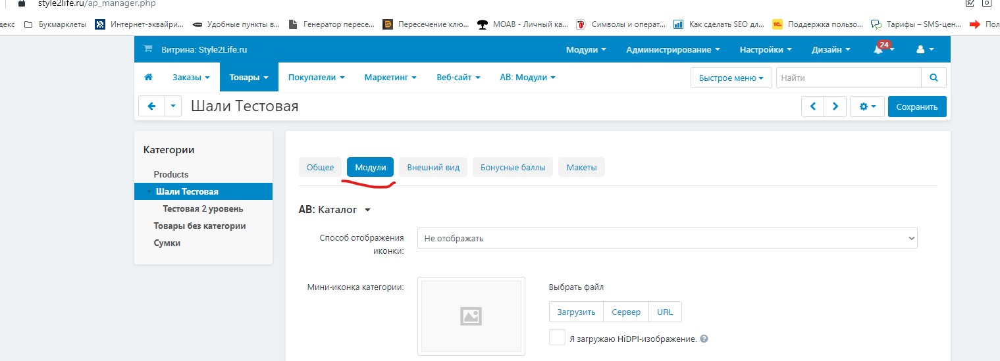 style2life.ru/ap_manager.php
декс Букмарклеты Интернет-эквайри... Удобные пункты в... Генератор пересе... Пересечение клю... MOAB - Личный ка... Символы и операт... Как сделать SEO дл... Поддержка пользо... Тарифы – SMS-цен... Пол
Витрина: Style2Life.ru Модули Администрирование Настройки Дизайн 24
Заказы Товары Покупатели Маркетинг Веб-сайт АВ: Модули Быстрое меню Найти
Шали Тестовая Сохранить
Категории
Products
Шали Тестовая
Тестовая 2 уровень
Товары без категории
Сумки
Общее Модули Внешний вид Бонусные баллы Макеты
АВ: Каталог
Способ отображения
иконки:
Не отображать
Мини-иконка категории:
Выбрать файл
Загрузить Сервер URL
Я загружаю HiDPI-изображение.